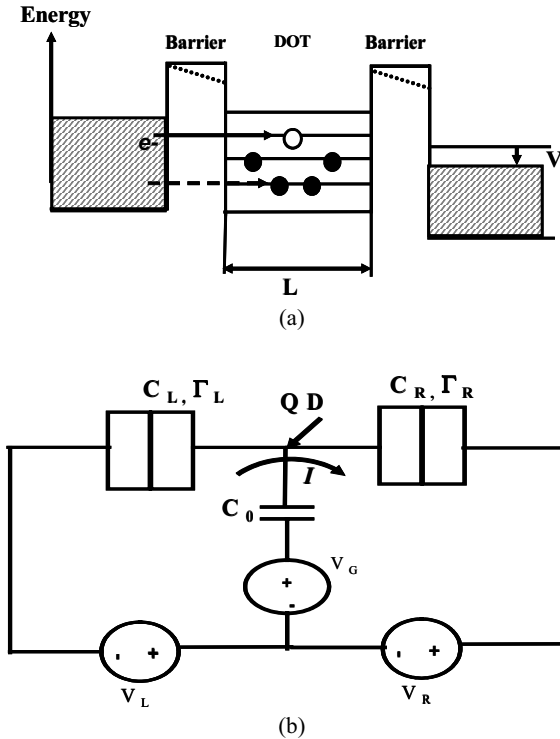 Energy
Barrier DOT Barrier
e-
V
L
(a)
C L, Γ L
Q D
C R, Γ R
I
C 0
V G
+
-
- +
- +
V L
V R
(b)